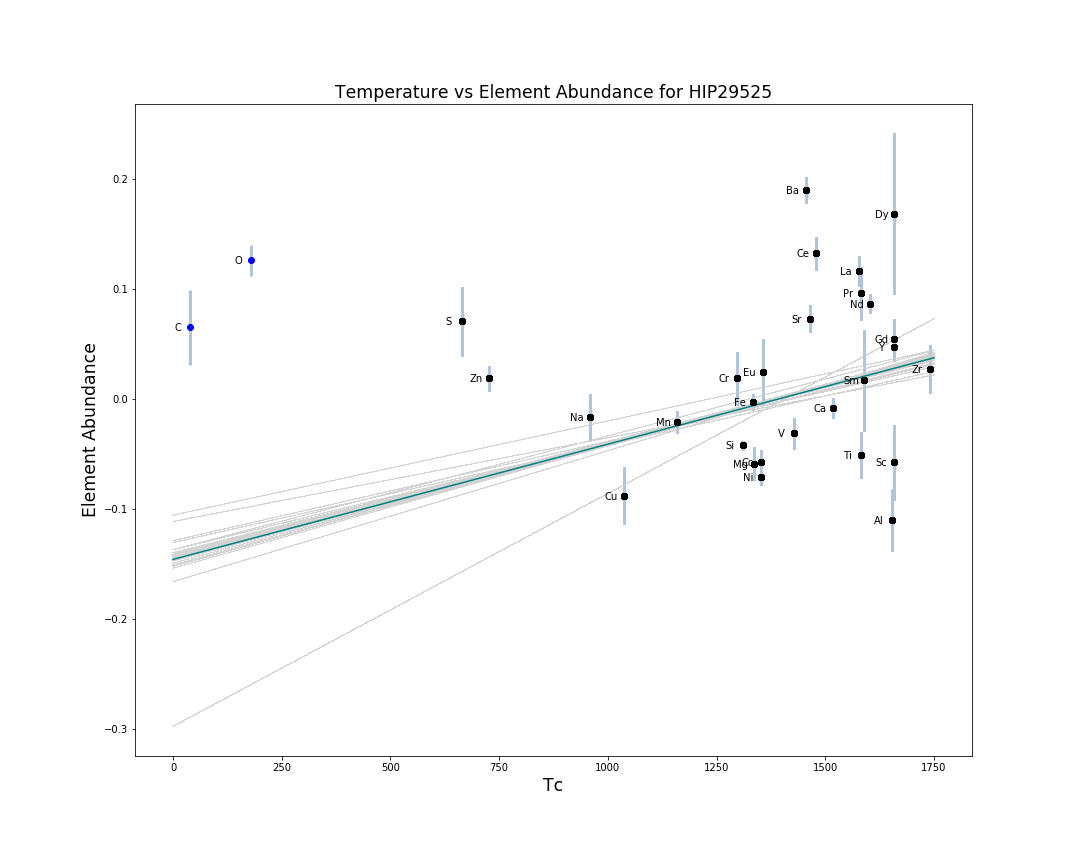 Temperature vs Element Abundance for HIP29525
Element Abundance
0.2
0.1
0.0
−0.1
−0.2
−0.3
Ba
Dy
Ce
O
La
Pr
Nd
C
S
Sr
Gd
Y
Zr
Zn
Cr
Eu
Sm
Fe
Ca
Na
Mn
V
Si
Ti
Co
Mg
Sc
Ni
Cu
Al
0
250
500
750
1000
1250
1500
1750
Tc